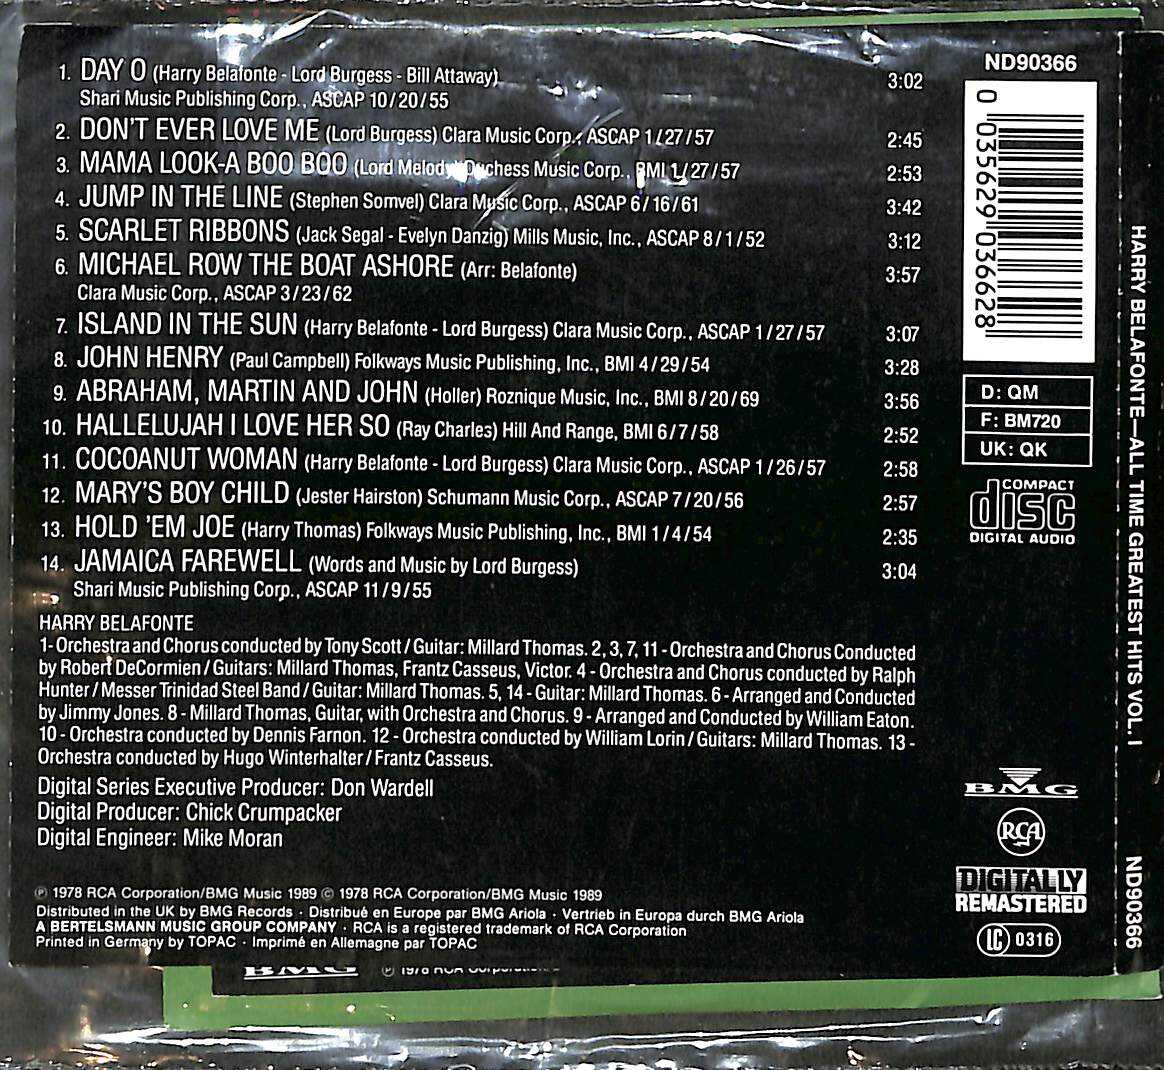 1. DAY O (Harry Belafonte - Lord Burgess - Bill Attaway) 3:02
Shari Music Publishing Corp., ASCAP 10/20/55
2. DON'T EVER LOVE ME (Lord Burgess) Clara Music Corp., ASCAP 1/27/57 2:45
3. MAMA LOOK-A BOO BOO (Lord Melody) Duchess Music Corp., BMI 1/27/57 2:53
4. JUMP IN THE LINE (Stephen Somvel) Clara Music Corp., ASCAP 6/16/61 3:42
5. SCARLET RIBBONS (Jack Segal - Evelyn Danzig) Mills Music, Inc., ASCAP 8/1/52 3:12
6. MICHAEL ROW THE BOAT ASHORE (Arr: Belafonte) 3:57
Clara Music Corp., ASCAP 3/23/62
7. ISLAND IN THE SUN (Harry Belafonte - Lord Burgess) Clara Music Corp., ASCAP 1/27/57 3:07
8. JOHN HENRY (Paul Campbell) Folkways Music Publishing, Inc., BMI 4/29/54 3:28
9. ABRAHAM, MARTIN AND JOHN (Holler) Roznique Music, Inc., BMI 8/20/69 3:56
10. HALLELUJAH I LOVE HER SO (Ray Charles) Hill And Range, BMI 6/7/58 2:52
11. COCOANUT WOMAN (Harry Belafonte - Lord Burgess) Clara Music Corp., ASCAP 1/26/57 2:58
12. MARY'S BOY CHILD (Jester Hairston) Schumann Music Corp., ASCAP 7/20/56 2:57
13. HOLD 'EM JOE (Harry Thomas) Folkways Music Publishing, Inc., BMI 1/4/54 2:35
14. JAMAICA FAREWELL (Words and Music by Lord Burgess) 3:04
Shari Music Publishing Corp., ASCAP 11/9/55
HARRY BELAFONTE
1- Orchestra and Chorus conducted by Tony Scott / Guitar: Millard Thomas. 2, 3, 7, 11 - Orchestra and Chorus Conducted
by Robert DeCormien / Guitars: Millard Thomas, Frantz Casseus, Victor. 4 - Orchestra and Chorus conducted by Ralph
Hunter / Messer Trinidad Steel Band / Guitar: Millard Thomas. 5, 14 - Guitar: Millard Thomas. 6 - Arranged and Conducted
by Jimmy Jones. 8 - Millard Thomas, Guitar, with Orchestra and Chorus. 9 - Arranged and Conducted by William Eaton.
10 - Orchestra conducted by Dennis Farnon. 12 - Orchestra conducted by William Lorin / Guitars: Millard Thomas. 13 -
Orchestra conducted by Hugo Winterhalter / Frantz Casseus.
Digital Series Executive Producer: Don Wardell
Digital Producer: Chick Crumpacker
Digital Engineer: Mike Moran
℗ 1978 RCA Corporation/BMG Music 1989 © 1978 RCA Corporation/BMG Music 1989
Distributed in the UK by BMG Records · Distribué en Europe par BMG Ariola · Vertrieb in Europa durch BMG Ariola
A BERTELSMANN MUSIC GROUP COMPANY · RCA is a registered trademark of RCA Corporation
Printed in Germany by TOPAC · Imprimé en Allemagne par TOPAC
ND90366
0 035629 036628
D: QM
F: BM720
UK: QK
COMPACT
disc
DIGITAL AUDIO
BMG
RCA
DIGITALLY
REMASTERED
LC 0316
HARRY BELAFONTE—ALL TIME GREATEST HITS VOL. I
ND90366
BMG ℗ 1978 RCA